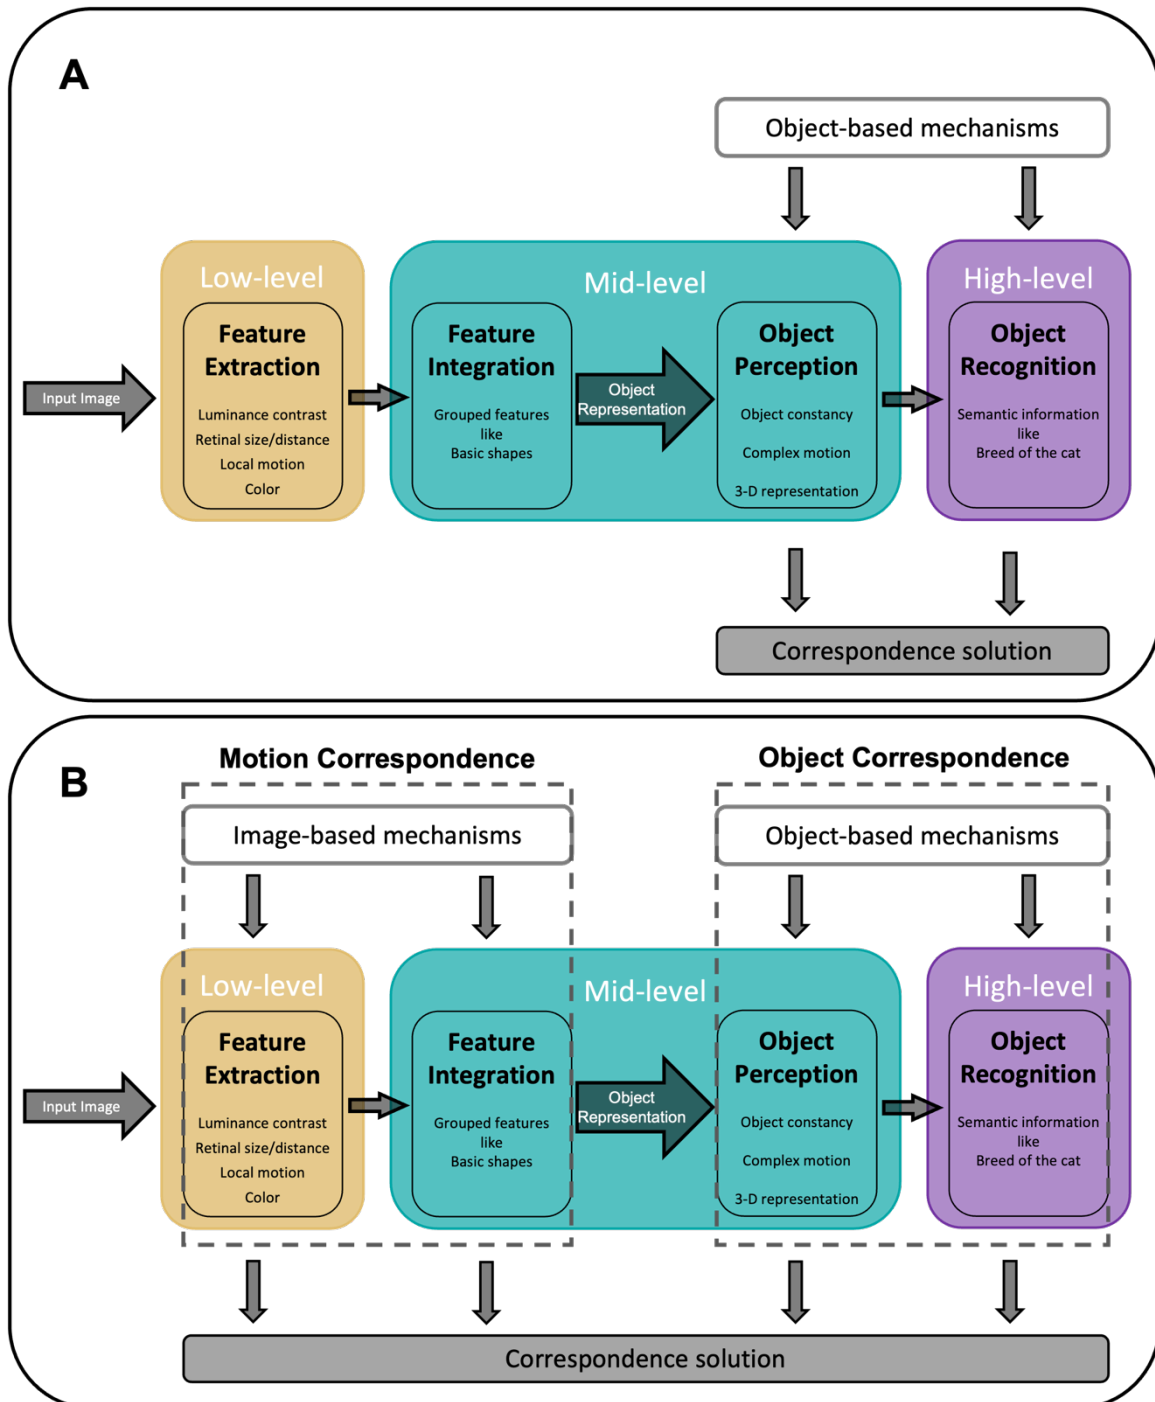 A
Object-based mechanisms
Low-level
Mid-level
High-level
Feature
Extraction
Feature
Integration
Object
Perception
Object
Recognition
Input Image
Object
Representation
Luminance contrast
Retinal size/distance
Local motion
Color
Grouped features
like
Basic shapes
Object constancy
Complex motion
3-D representation
Semantic information
like
Breed of the cat
Correspondence solution
B
Motion Correspondence
Object Correspondence
Image-based mechanisms
Object-based mechanisms
Low-level
Mid-level
High-level
Feature
Extraction
Feature
Integration
Object
Perception
Object
Recognition
Input Image
Object
Representation
Luminance contrast
Retinal size/distance
Local motion
Color
Grouped features
like
Basic shapes
Object constancy
Complex motion
3-D representation
Semantic information
like
Breed of the cat
Correspondence solution